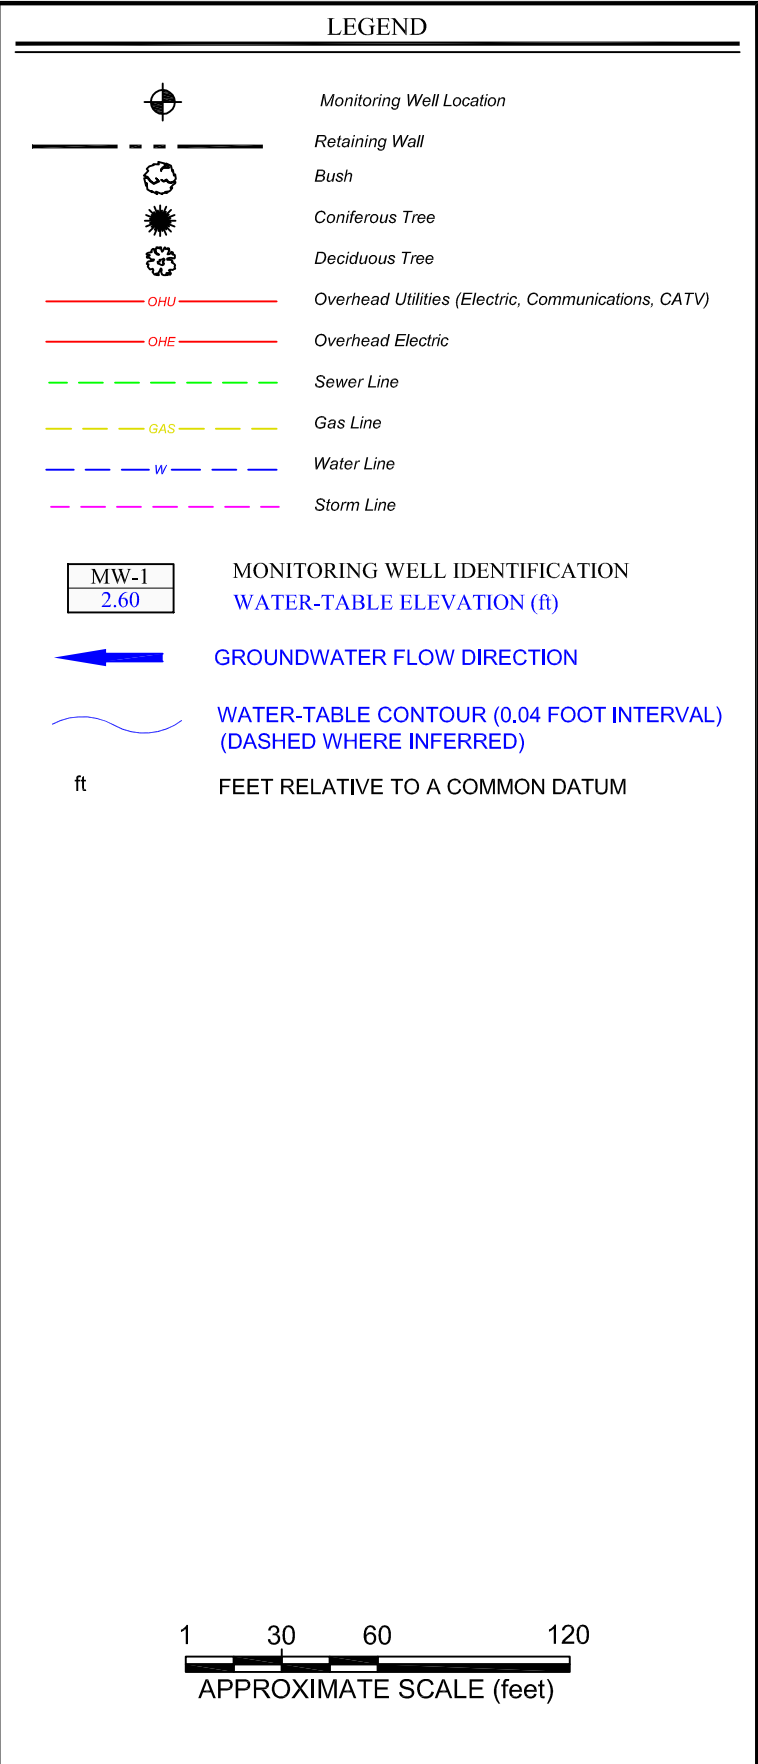 LEGEND
Monitoring Well Location
Retaining Wall
Bush
Coniferous Tree
Deciduous Tree
OHU Overhead Utilities (Electric, Communications, CATV)
OHE Overhead Electric
Sewer Line
GAS Gas Line
W Water Line
Storm Line
MW-1 MONITORING WELL IDENTIFICATION
2.60 WATER-TABLE ELEVATION (ft)
GROUNDWATER FLOW DIRECTION
WATER-TABLE CONTOUR (0.04 FOOT INTERVAL)
(DASHED WHERE INFERRED)
ft FEET RELATIVE TO A COMMON DATUM
1 30 60 120
APPROXIMATE SCALE (feet)